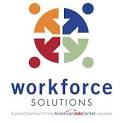 workforce
SOLUTIONS
A proud partner of the AmericanJobCenter network